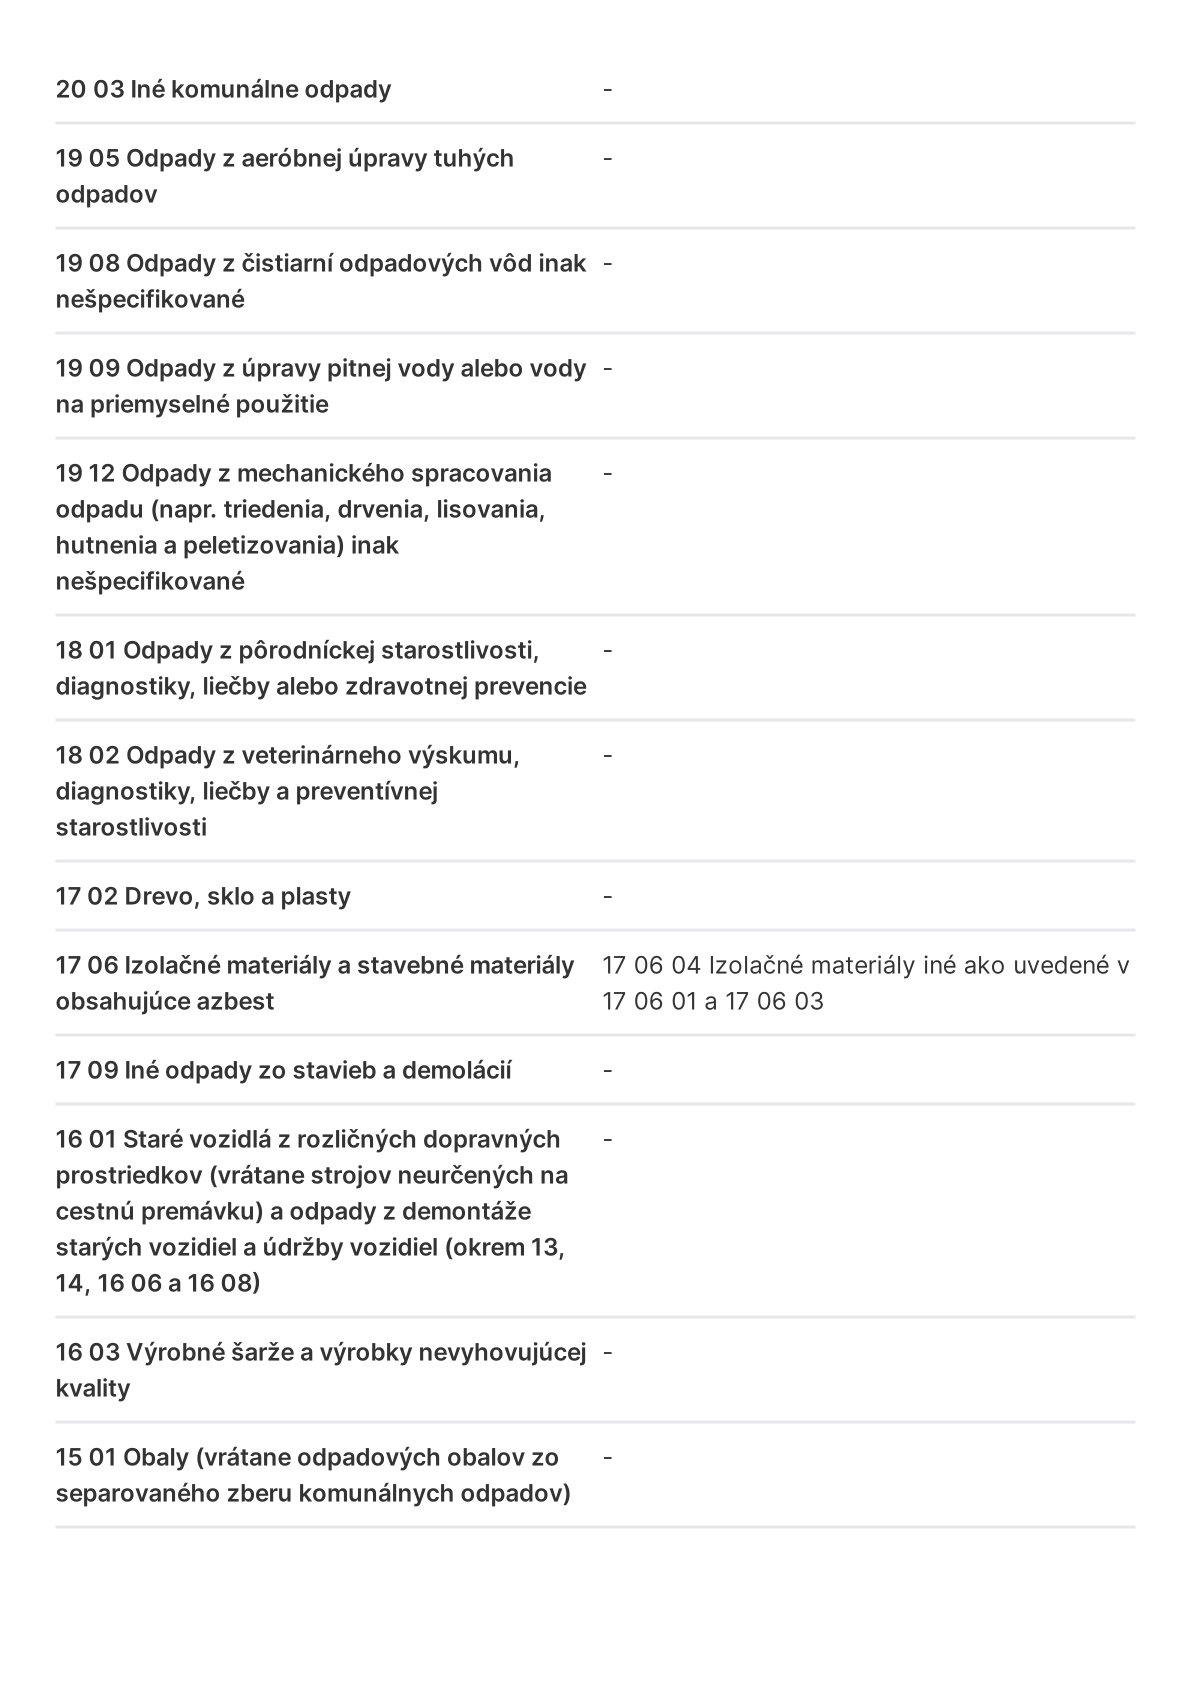 20 03 Iné komunálne odpady -
19 05 Odpady z aeróbnej úpravy tuhých -
odpadov
19 08 Odpady z čistiarní odpadových vôd inak -
nešpecifikované
19 09 Odpady z úpravy pitnej vody alebo vody -
na priemyselné použitie
19 12 Odpady z mechanického spracovania -
odpadu (napr. triedenia, drvenia, lisovania,
hutnenia a peletizovania) inak
nešpecifikované
18 01 Odpady z pôrodníckej starostlivosti, -
diagnostiky, liečby alebo zdravotnej prevencie
18 02 Odpady z veterinárneho výskumu, -
diagnostiky, liečby a preventívnej
starostlivosti
17 02 Drevo, sklo a plasty -
17 06 Izolačné materiály a stavebné materiály 17 06 04 Izolačné materiály iné ako uvedené v
obsahujúce azbest 17 06 01 a 17 06 03
17 09 Iné odpady zo stavieb a demolácií -
16 01 Staré vozidlá z rozličných dopravných -
prostriedkov (vrátane strojov neurčených na
cestnú premávku) a odpady z demontáže
starých vozidiel a údržby vozidiel (okrem 13,
14, 16 06 a 16 08)
16 03 Výrobné šarže a výrobky nevyhovujúcej -
kvality
15 01 Obaly (vrátane odpadových obalov zo -
separovaného zberu komunálnych odpadov)